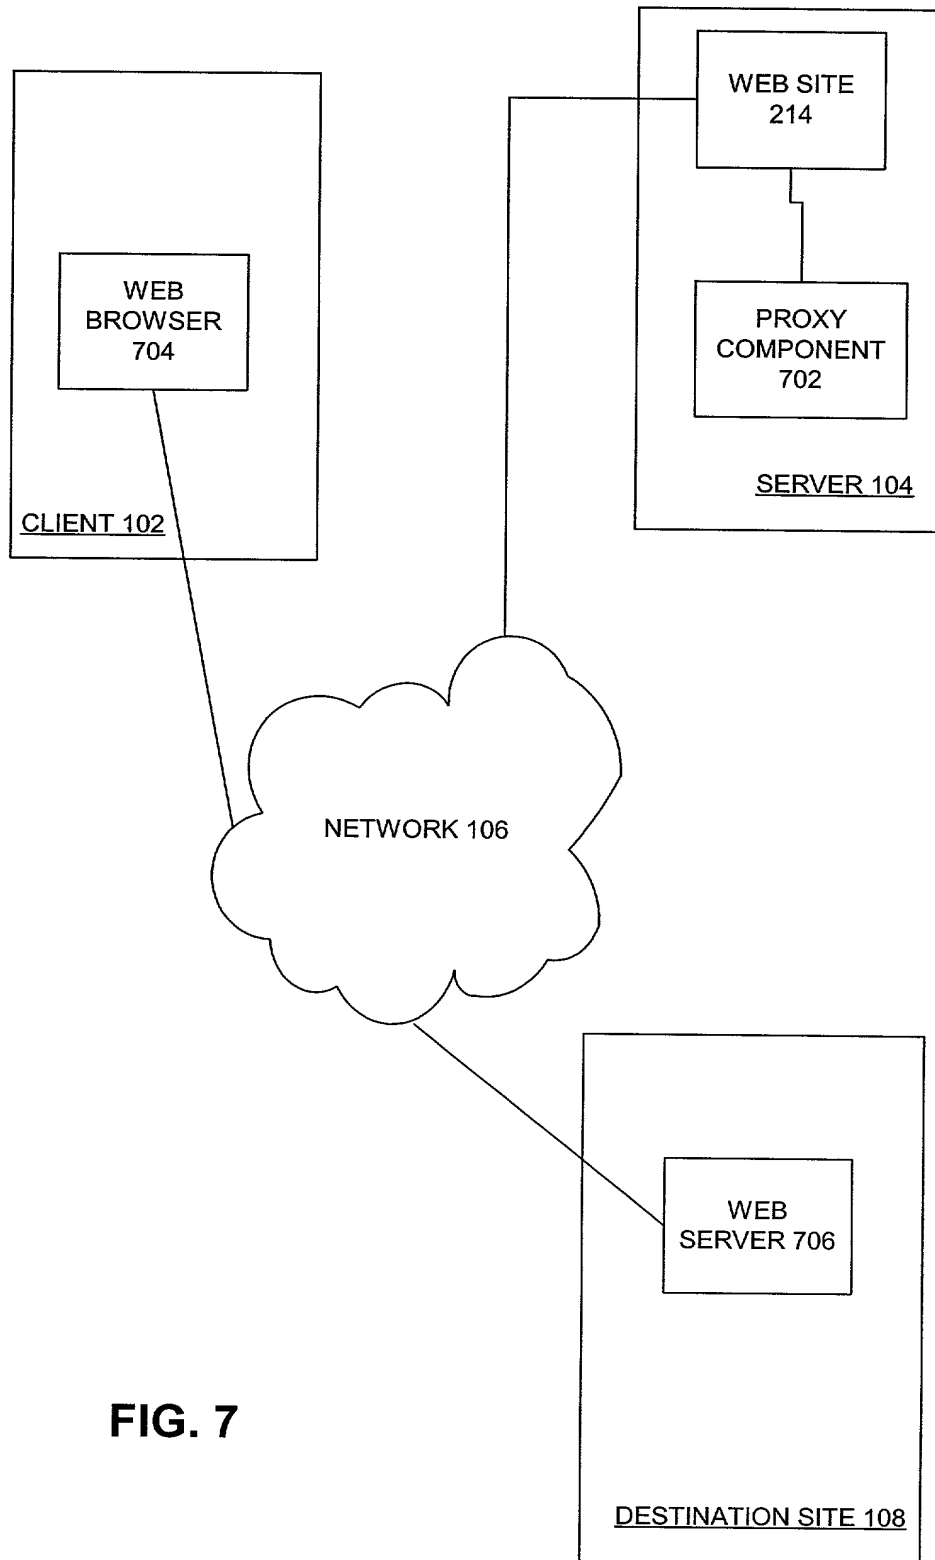 WEB SITE
214
WEB
BROWSER
704
PROXY
COMPONENT
702
SERVER 104
CLIENT 102
NETWORK 106
WEB
SERVER 706
FIG. 7
DESTINATION SITE 108